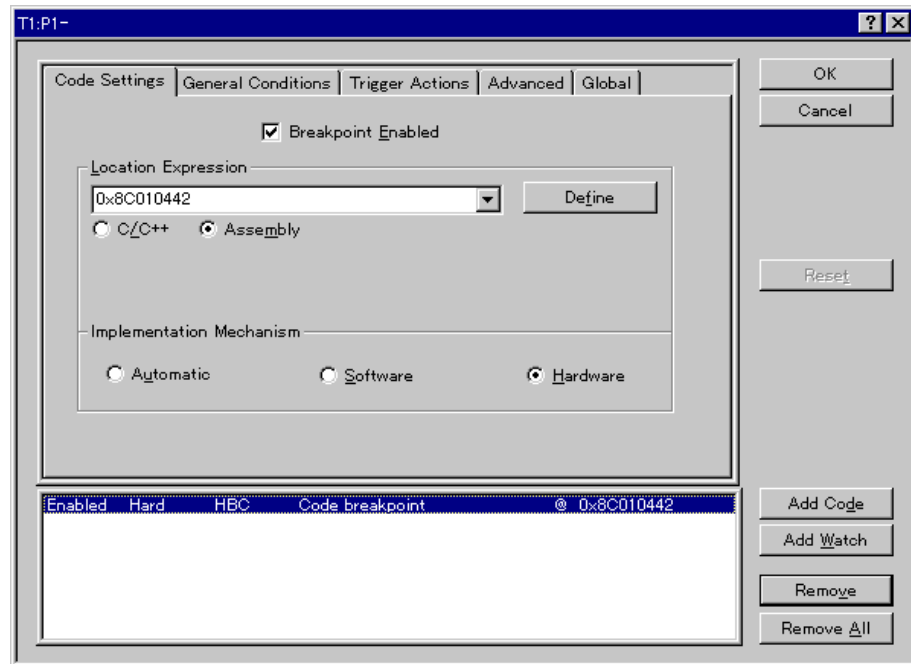 T1:P1-
Code Settings General Conditions Trigger Actions Advanced Global
OK
Cancel
Breakpoint Enabled
Location Expression
0x8C010442
Define
C/C++ Assembly
Reset
Implementation Mechanism
Automatic Software Hardware
Enabled Hard HBC Code breakpoint @ 0x8C010442
Add Code
Add Watch
Remove
Remove All